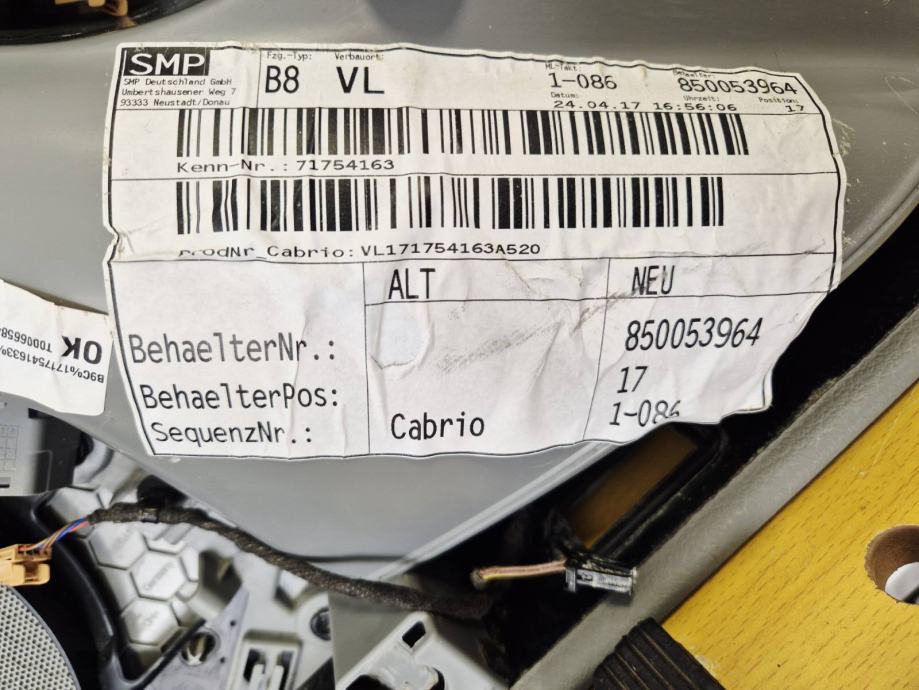 SMP
SMP Deutschland GmbH
Umbertshausener Weg 7
93333 Neustadt/Donau
Fzg.-Typ: Verbauort:
B8 VL
HL-Takt: Behaelter:
1-086 850053964
Datum: Uhrzeit: Position:
24.04.17 16:56:06 17
Kenn-Nr.: 71754163
ProdNr_Cabrio: VL171754163A520
ALT NEU
BehaelterNr.: 850053964
BehaelterPos: 17
SequenzNr.: Cabrio 1-086
OK